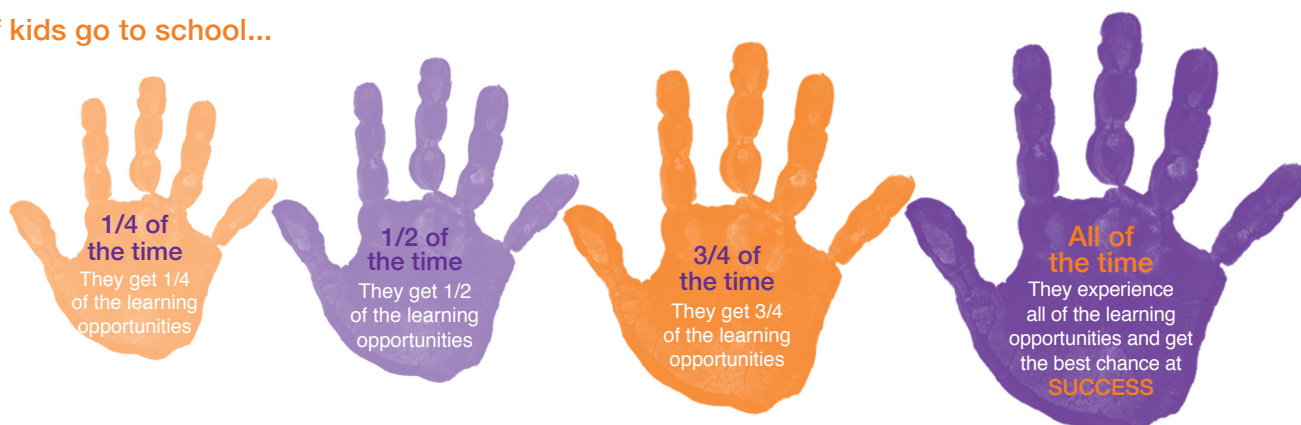 kids go to school...
1/4 of
the time
They get 1/4
of the learning
opportunities
1/2 of
the time
They get 1/2
of the learning
opportunities
3/4 of
the time
They get 3/4
of the learning
opportunities
All of
the time
They experience
all of the learning
opportunities and get
the best chance at
SUCCESS